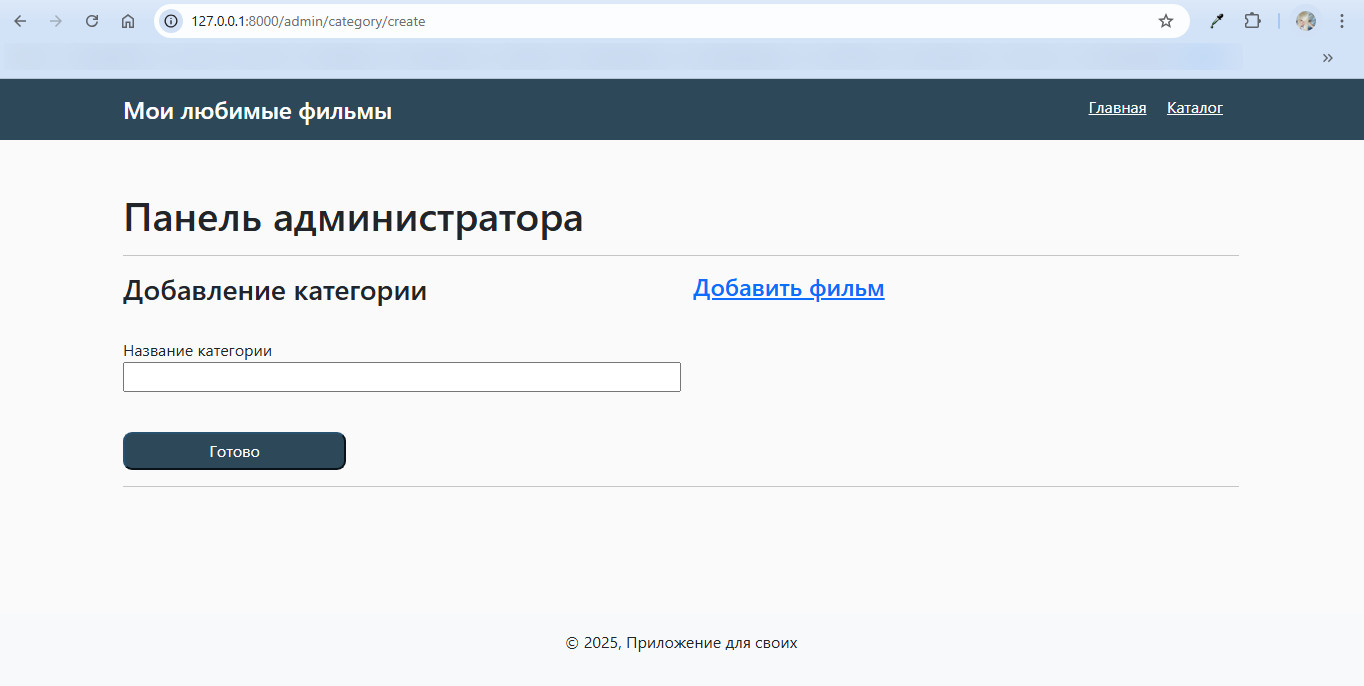 127.0.0.1:8000/admin/category/create
Мои любимые фильмы
Главная Каталог
Панель администратора
Добавление категории
Добавить фильм
Название категории
Готово
© 2025, Приложение для своих